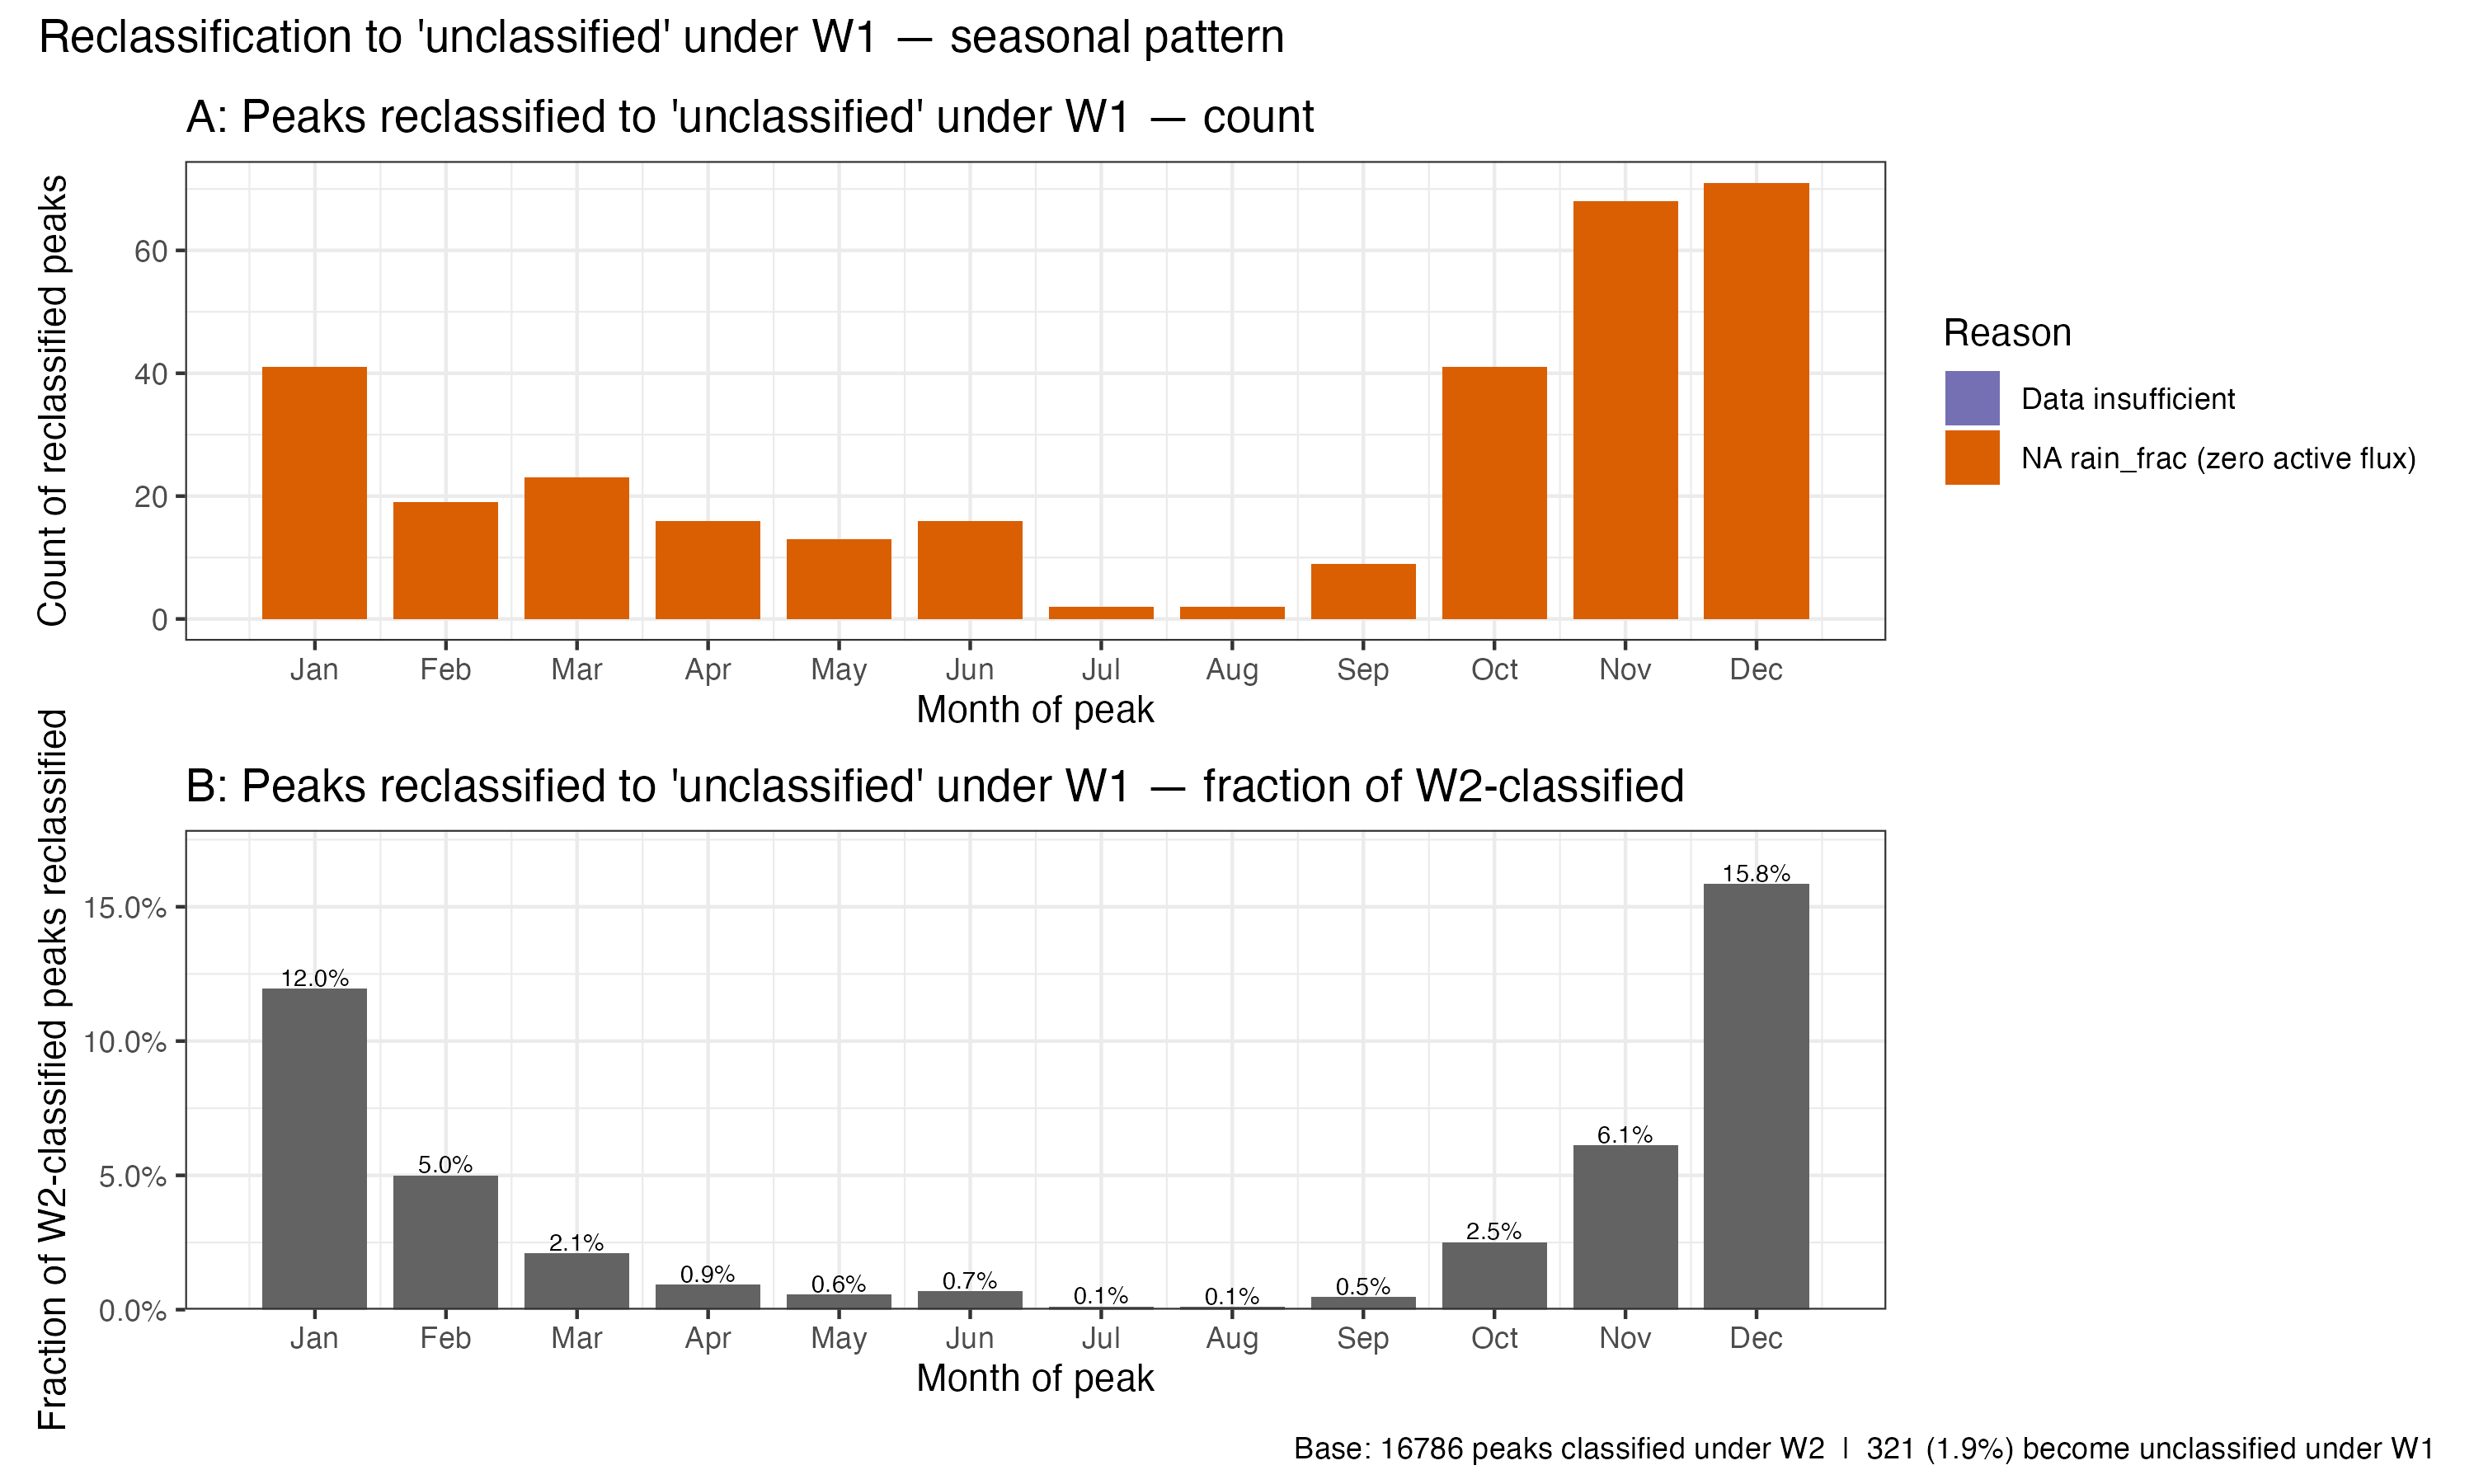 Reclassification to 'unclassified' under W1 — seasonal pattern
A: Peaks reclassified to 'unclassified' under W1 — count
Count of reclassified peaks
60
40
20
0
Jan Feb Mar Apr May Jun Jul Aug Sep Oct Nov Dec
Month of peak
Reason
Data insufficient
NA rain_frac (zero active flux)
B: Peaks reclassified to 'unclassified' under W1 — fraction of W2-classified
Fraction of W2-classified peaks reclassified
15.0%
10.0%
5.0%
0.0%
12.0% 5.0% 2.1% 0.9% 0.6% 0.7% 0.1% 0.1% 0.5% 2.5% 6.1% 15.8%
Jan Feb Mar Apr May Jun Jul Aug Sep Oct Nov Dec
Month of peak
Base: 16786 peaks classified under W2 | 321 (1.9%) become unclassified under W1